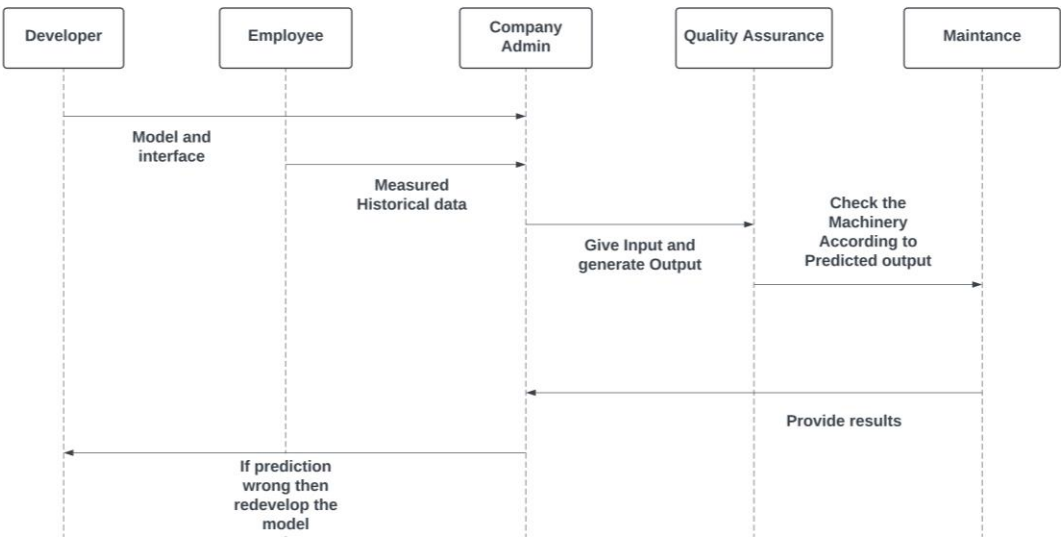 Developer
Employee
Company
Admin
Quality Assurance
Maintance
Model and
interface
Measured
Historical data
Give Input and
generate Output
Check the
Machinery
According to
Predicted output
Provide results
If prediction
wrong then
redevelop the
model